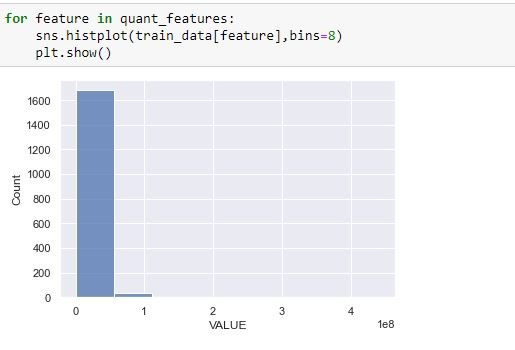 for feature in quant_features:
    sns.histplot(train_data[feature],bins=8)
    plt.show()
1600
1400
1200
1000
800
600
400
200
0
Count
0 1 2 3 4
VALUE
1e8